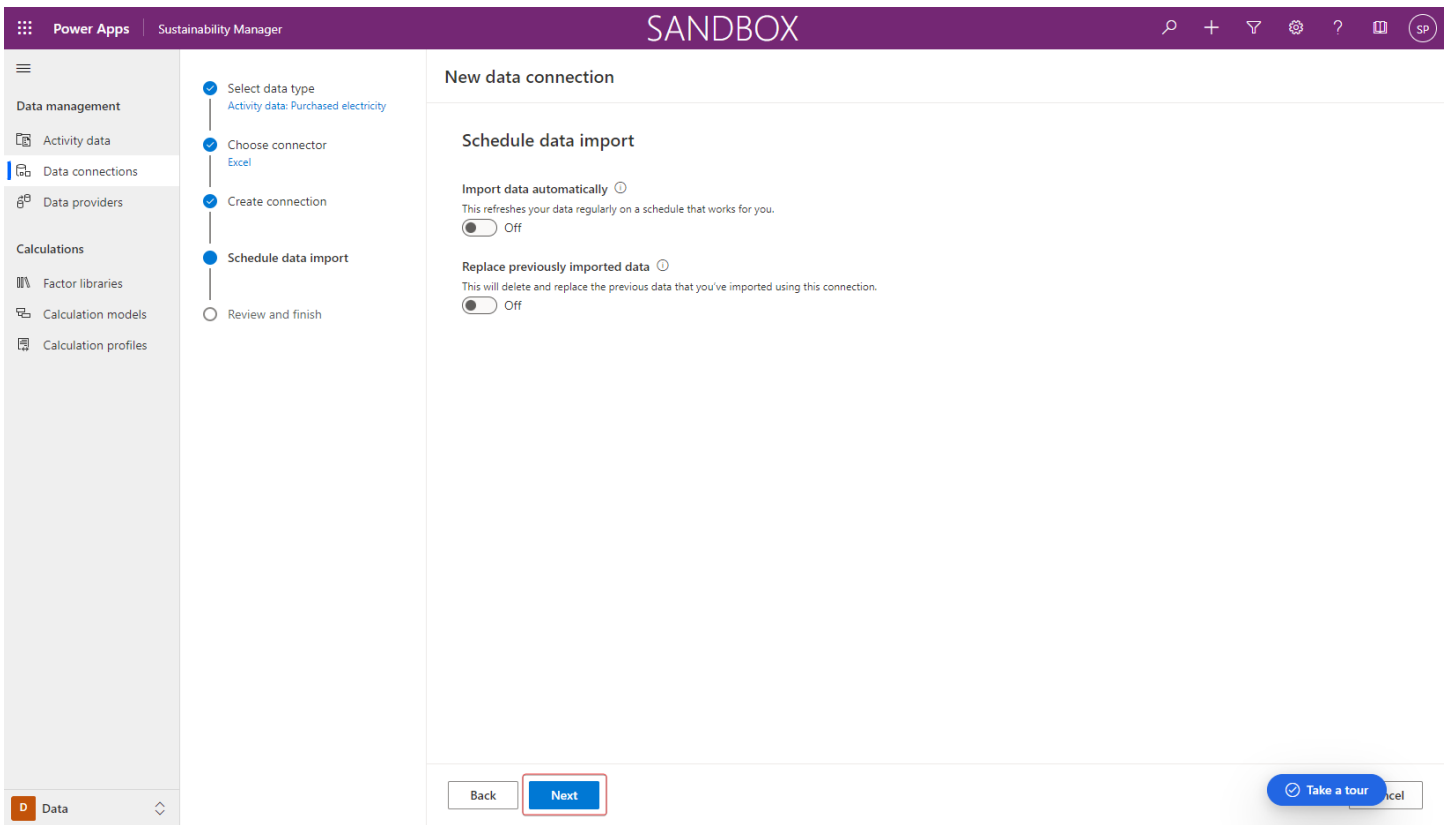 Power Apps
Sustainability Manager
SANDBOX
SP
Data management
Activity data
Data connections
Data providers
Calculations
Factor libraries
Calculation models
Calculation profiles
D Data
Select data type
Activity data: Purchased electricity
Choose connector
Excel
Create connection
Schedule data import
Review and finish
New data connection
Schedule data import
Import data automatically
This refreshes your data regularly on a schedule that works for you.
Off
Replace previously imported data
This will delete and replace the previous data that you've imported using this connection.
Off
Back
Next
Take a tour